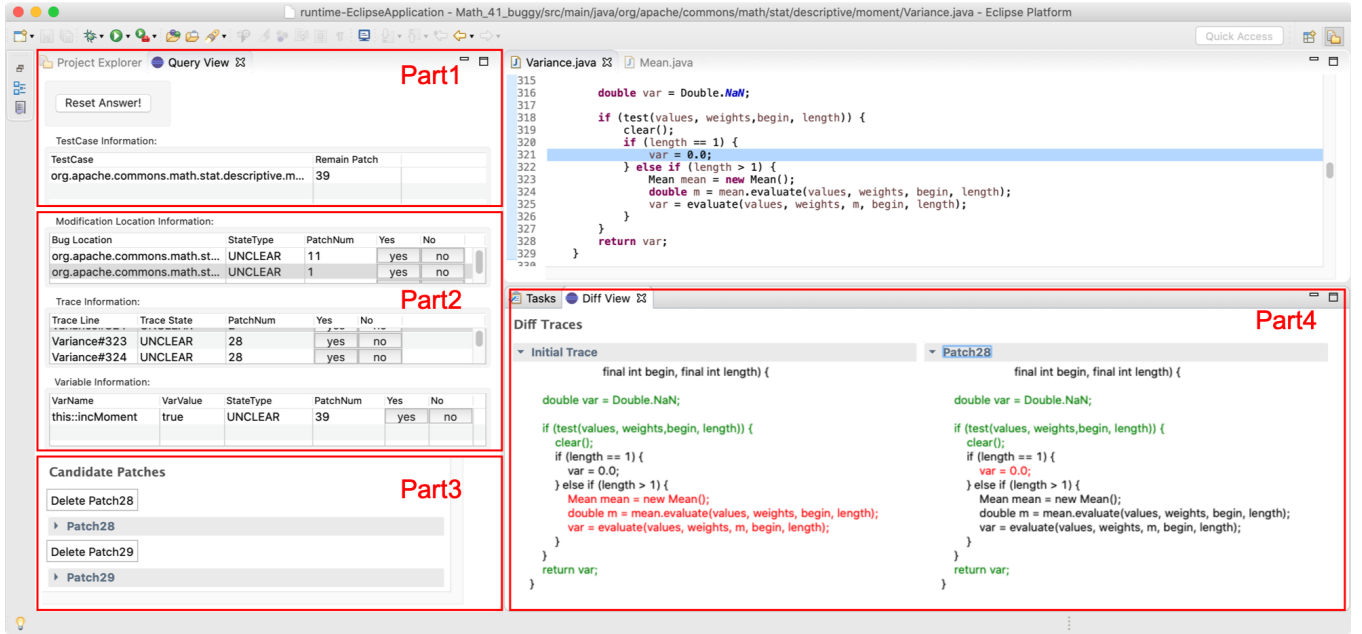 runtime-EclipseApplication - Math_41_buggy/src/main/java/org/apache/commons/math/stat/descriptive/moment/Variance.java - Eclipse Platform
Quick Access
Project Explorer Query View
Part1
Reset Answer!
TestCase Information:
TestCase Remain Patch
org.apache.commons.math.stat.descriptive.m... 39
Modification Location Information:
Bug Location StateType PatchNum Yes No
org.apache.commons.math.st... UNCLEAR 11 yes no
org.apache.commons.math.st... UNCLEAR 1 yes no
Part2
Trace Information:
Trace Line Trace State PatchNum Yes No
Variance#323 UNCLEAR 28 yes no
Variance#324 UNCLEAR 28 yes no
Variable Information:
VarName VarValue StateType PatchNum Yes No
this::incMoment true UNCLEAR 39 yes no
Candidate Patches
Part3
Delete Patch28
Patch28
Delete Patch29
Patch29
Variance.java Mean.java
315
316 double var = Double.NaN;
317
318 if (test(values, weights,begin, length)) {
319 clear();
320 if (length == 1) {
321 var = 0.0;
322 } else if (length > 1) {
323 Mean mean = new Mean();
324 double m = mean.evaluate(values, weights, begin, length);
325 var = evaluate(values, weights, m, begin, length);
326 }
327 }
328 return var;
329 }
Tasks Diff View
Part4
Diff Traces
Initial Trace
final int begin, final int length) {
double var = Double.NaN;
if (test(values, weights,begin, length)) {
clear();
if (length == 1) {
var = 0.0;
} else if (length > 1) {
Mean mean = new Mean();
double m = mean.evaluate(values, weights, begin, length);
var = evaluate(values, weights, m, begin, length);
}
}
return var;
}
Patch28
final int begin, final int length) {
double var = Double.NaN;
if (test(values, weights,begin, length)) {
clear();
if (length == 1) {
var = 0.0;
} else if (length > 1) {
Mean mean = new Mean();
double m = mean.evaluate(values, weights, begin, length);
var = evaluate(values, weights, m, begin, length);
}
}
return var;
}